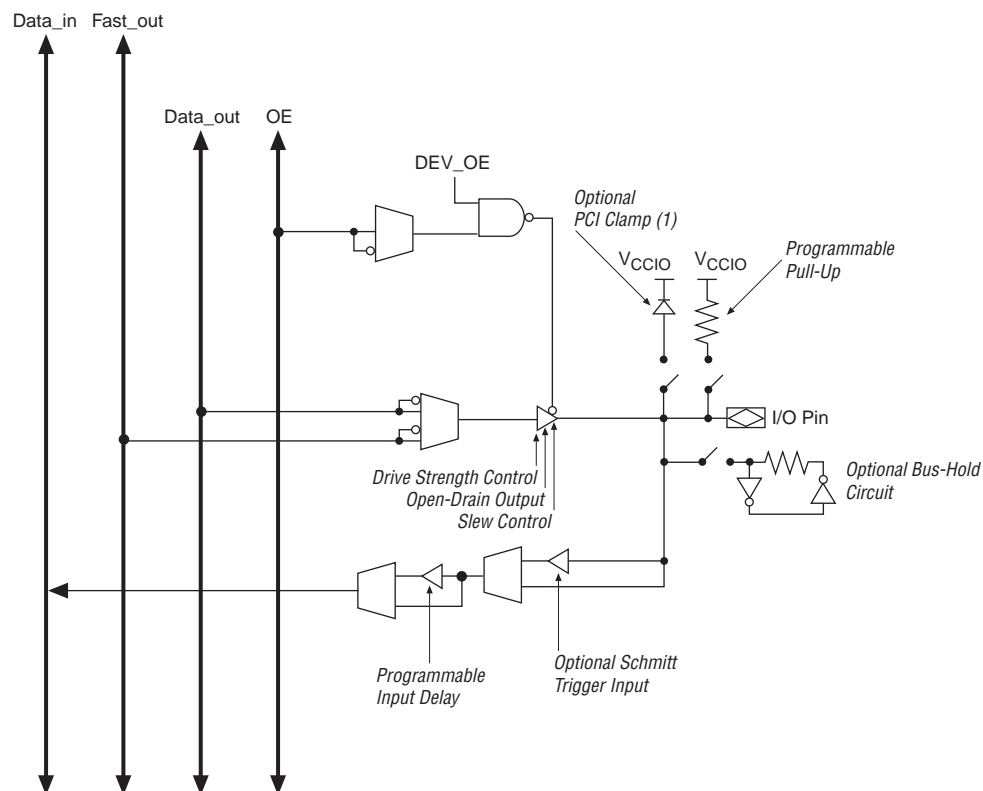 Data_in Fast_out
Data_out OE
DEV_OE
Optional
PCI Clamp (1)
VCCIO VCCIO
Programmable
Pull-Up
I/O Pin
Drive Strength Control
Open-Drain Output
Slew Control
Optional Bus-Hold
Circuit
Programmable
Input Delay
Optional Schmitt
Trigger Input